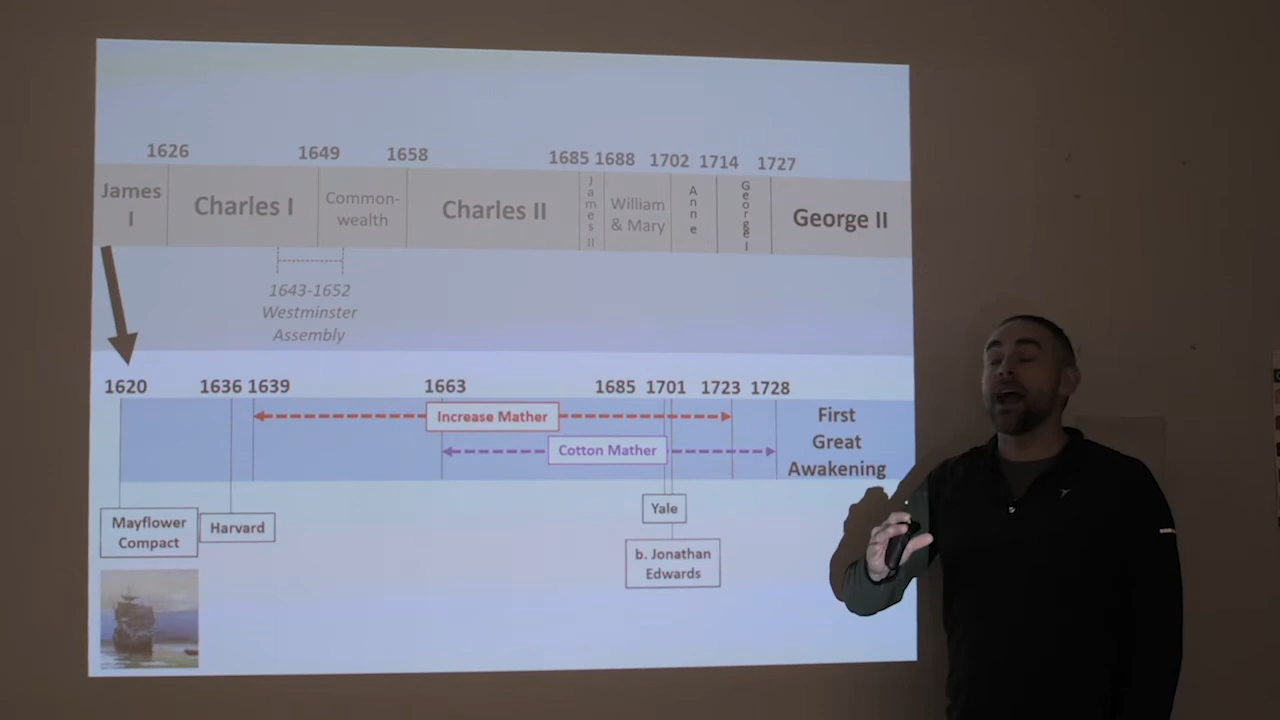 1626 1649 1658 1685 1688 1702 1714 1727
James I
Charles I
Common-
wealth
Charles II
James II
William
& Mary
Anne
George I
George II
1643-1652
Westminster
Assembly
1620 1636 1639 1663 1685 1701 1723 1728
Increase Mather
Cotton Mather
First
Great
Awakening
Mayflower
Compact
Harvard
Yale
b. Jonathan
Edwards